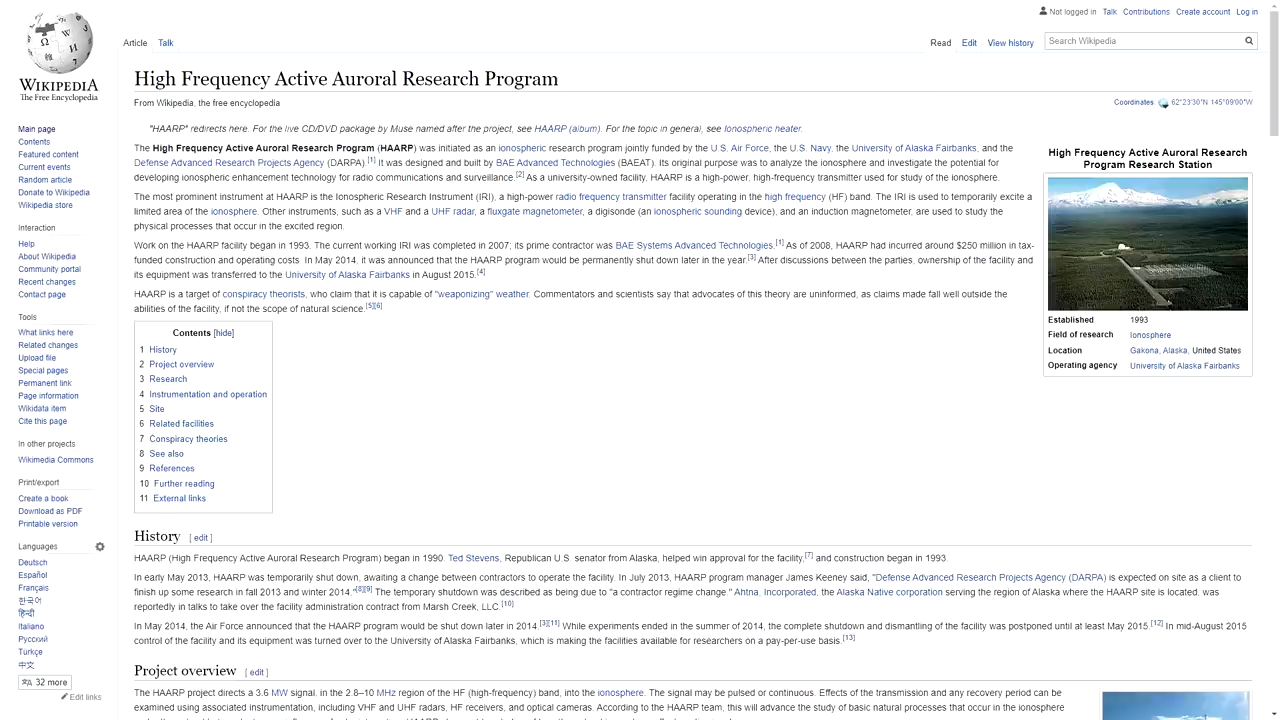 Not logged in Talk Contributions Create account Log in
Article Talk Read Edit View history Search Wikipedia
WIKIPEDIA
The Free Encyclopedia
Main page
Contents
Featured content
Current events
Random article
Donate to Wikipedia
Wikipedia store
Interaction
Help
About Wikipedia
Community portal
Recent changes
Contact page
Tools
What links here
Related changes
Upload file
Special pages
Permanent link
Page information
Wikidata item
Cite this page
In other projects
Wikimedia Commons
Print/export
Create a book
Download as PDF
Printable version
Languages
Deutsch
Español
Français
한국어
हिन्दी
Italiano
Русский
Türkçe
中文
32 more
Edit links
High Frequency Active Auroral Research Program
From Wikipedia, the free encyclopedia
Coordinates 62°23′30″N 145°09′00″W
"HAARP" redirects here. For the live CD/DVD package by Muse named after the project, see HAARP (album). For the topic in general, see Ionospheric heater.
The High Frequency Active Auroral Research Program (HAARP) was initiated as an ionospheric research program jointly funded by the U.S. Air Force, the U.S. Navy, the University of Alaska Fairbanks, and the
Defense Advanced Research Projects Agency (DARPA).[1] It was designed and built by BAE Advanced Technologies (BAEAT). Its original purpose was to analyze the ionosphere and investigate the potential for
developing ionospheric enhancement technology for radio communications and surveillance.[2] As a university-owned facility, HAARP is a high-power, high-frequency transmitter used for study of the ionosphere.
The most prominent instrument at HAARP is the Ionospheric Research Instrument (IRI), a high-power radio frequency transmitter facility operating in the high frequency (HF) band. The IRI is used to temporarily excite a
limited area of the ionosphere. Other instruments, such as a VHF and a UHF radar, a fluxgate magnetometer, a digisonde (an ionospheric sounding device), and an induction magnetometer, are used to study the
physical processes that occur in the excited region.
Work on the HAARP facility began in 1993. The current working IRI was completed in 2007; its prime contractor was BAE Systems Advanced Technologies.[1] As of 2008, HAARP had incurred around $250 million in tax-
funded construction and operating costs. In May 2014, it was announced that the HAARP program would be permanently shut down later in the year.[3] After discussions between the parties, ownership of the facility and
its equipment was transferred to the University of Alaska Fairbanks in August 2015.[4]
HAARP is a target of conspiracy theorists, who claim that it is capable of "weaponizing" weather. Commentators and scientists say that advocates of this theory are uninformed, as claims made fall well outside the
abilities of the facility, if not the scope of natural science.[5][6]
High Frequency Active Auroral Research
Program Research Station
Established 1993
Field of research Ionosphere
Location Gakona, Alaska, United States
Operating agency University of Alaska Fairbanks
Contents [hide]
1 History
2 Project overview
3 Research
4 Instrumentation and operation
5 Site
6 Related facilities
7 Conspiracy theories
8 See also
9 References
10 Further reading
11 External links
History [ edit ]
HAARP (High Frequency Active Auroral Research Program) began in 1990. Ted Stevens, Republican U.S. senator from Alaska, helped win approval for the facility,[7] and construction began in 1993.
In early May 2013, HAARP was temporarily shut down, awaiting a change between contractors to operate the facility. In July 2013, HAARP program manager James Keeney said, "Defense Advanced Research Projects Agency (DARPA) is expected on site as a client to
finish up some research in fall 2013 and winter 2014."[8][9] The temporary shutdown was described as being due to "a contractor regime change." Ahtna, Incorporated, the Alaska Native corporation serving the region of Alaska where the HAARP site is located, was
reportedly in talks to take over the facility administration contract from Marsh Creek, LLC.[10]
In May 2014, the Air Force announced that the HAARP program would be shut down later in 2014.[3][11] While experiments ended in the summer of 2014, the complete shutdown and dismantling of the facility was postponed until at least May 2015.[12] In mid-August 2015
control of the facility and its equipment was turned over to the University of Alaska Fairbanks, which is making the facilities available for researchers on a pay-per-use basis.[13]
Project overview [ edit ]
The HAARP project directs a 3.6 MW signal, in the 2.8–10 MHz region of the HF (high-frequency) band, into the ionosphere. The signal may be pulsed or continuous. Effects of the transmission and any recovery period can be
examined using associated instrumentation, including VHF and UHF radars, HF receivers, and optical cameras. According to the HAARP team, this will advance the study of basic natural processes that occur in the ionosphere